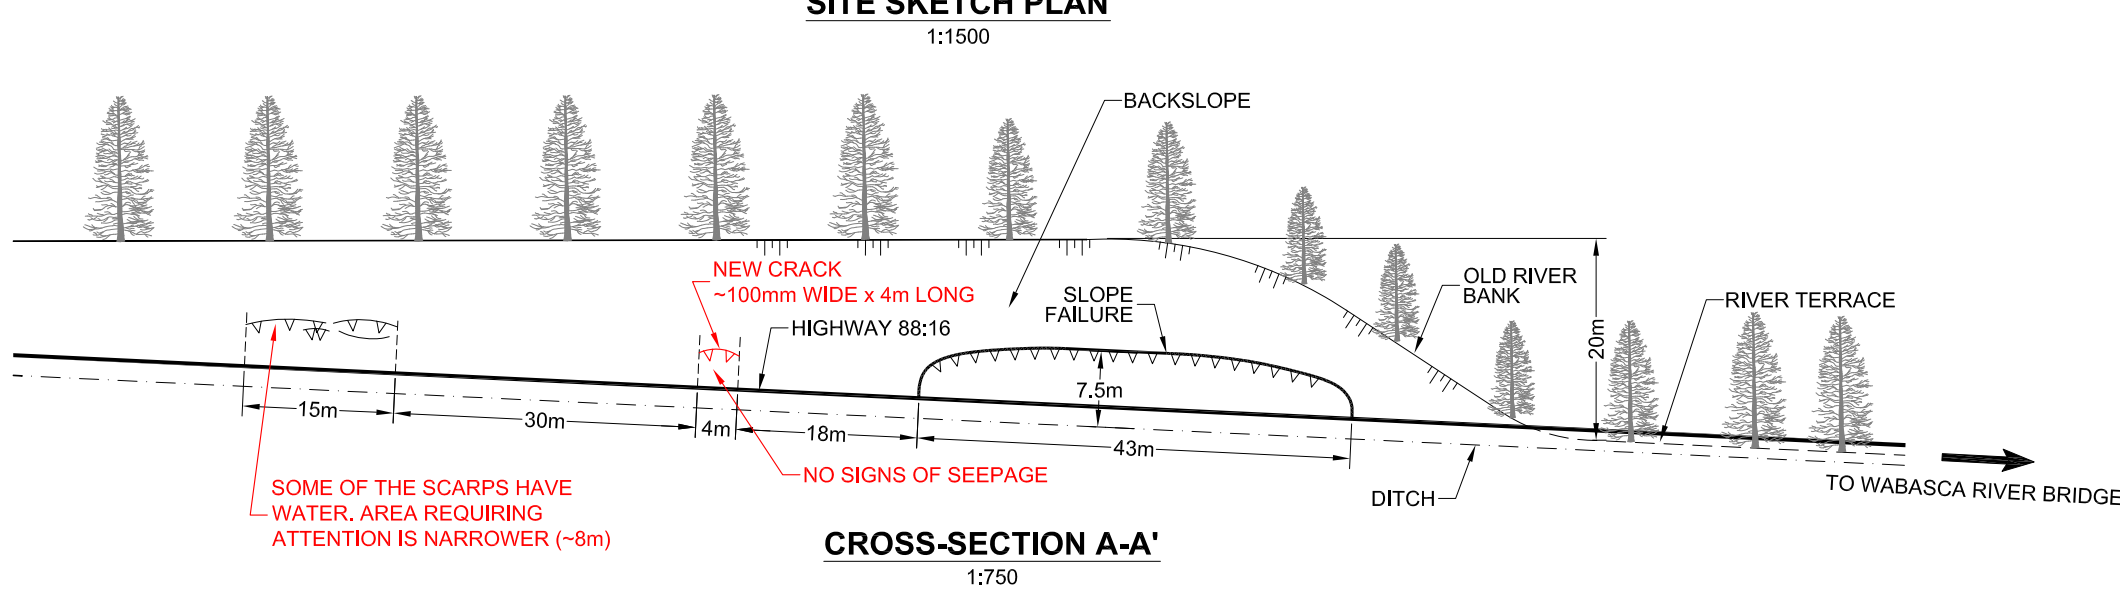 SITE SKETCH PLAN
1:1500
BACKSLOPE
NEW CRACK
~100mm WIDE x 4m LONG
SLOPE
FAILURE
OLD RIVER
BANK
RIVER TERRACE
HIGHWAY 88:16
20m
7.5m
15m
30m
4m
18m
43m
NO SIGNS OF SEEPAGE
SOME OF THE SCARPS HAVE
WATER. AREA REQUIRING
ATTENTION IS NARROWER (~8m)
DITCH
TO WABASCA RIVER BRIDGE
CROSS-SECTION A-A'
1:750